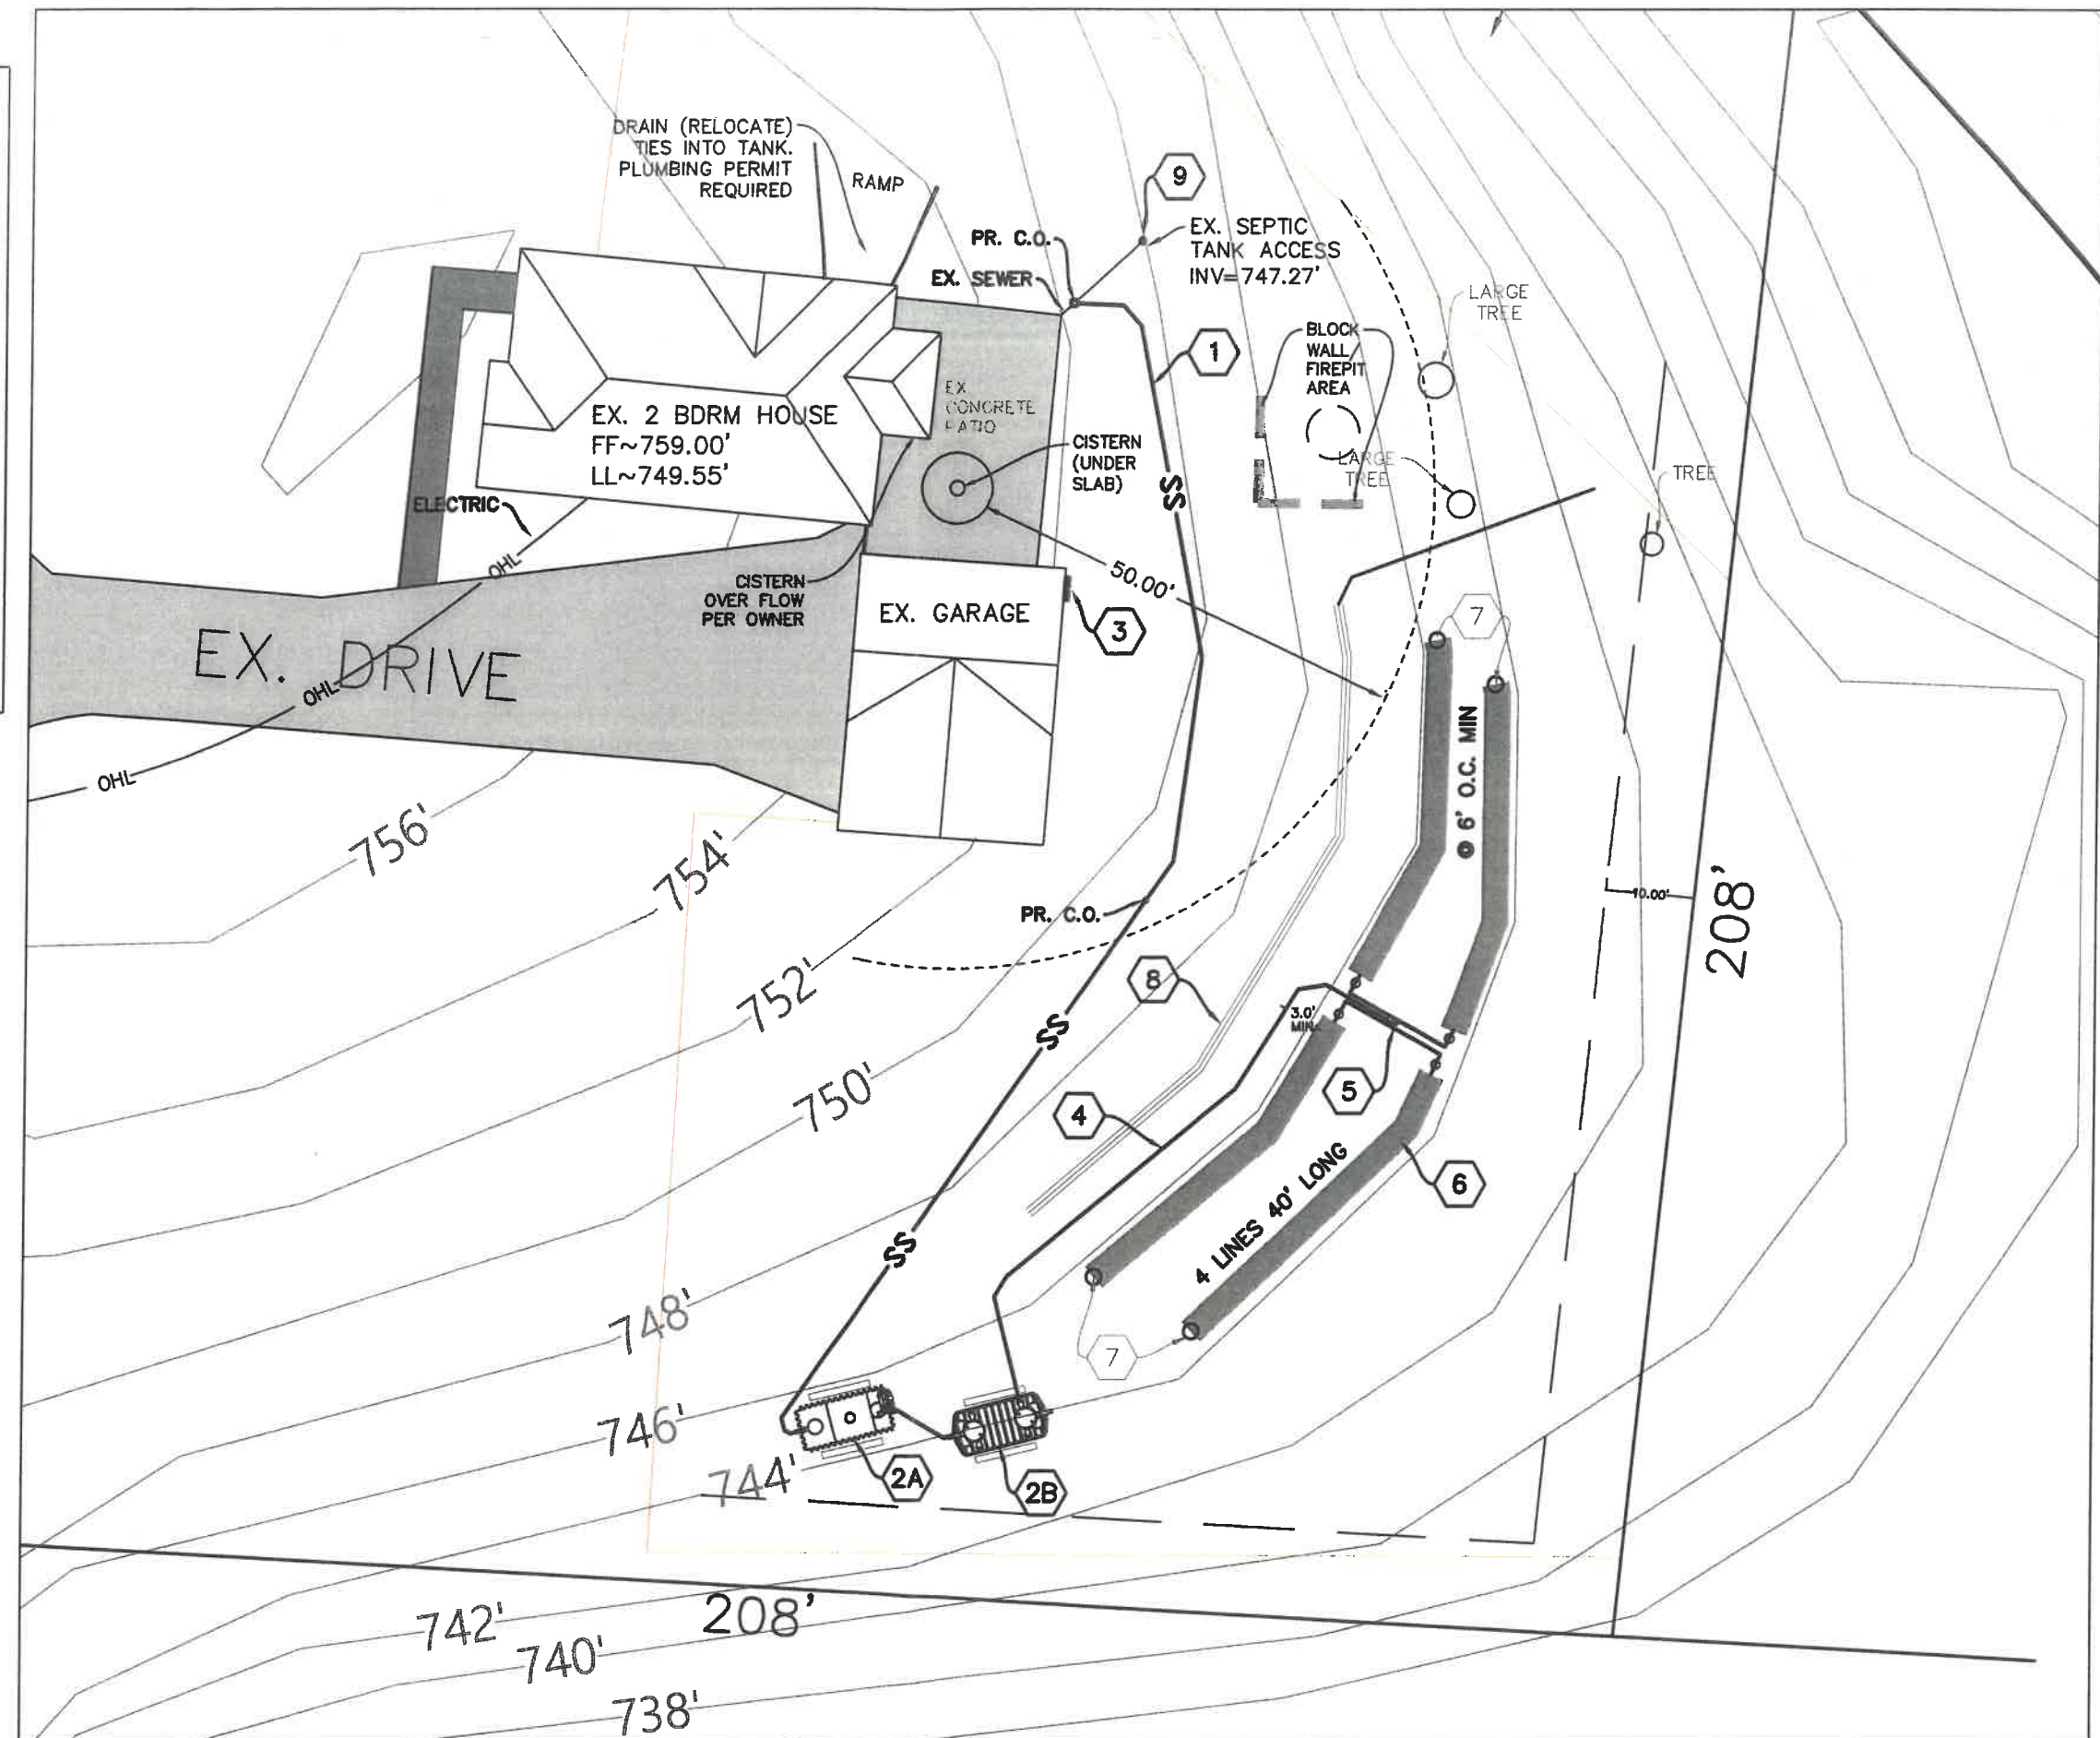 DRAIN (RELOCATE)
TIES INTO TANK.
PLUMBING PERMIT
REQUIRED
RAMP
9
PR. C.O.
EX. SEPTIC
TANK ACCESS
INV=747.27'
EX. SEWER
LARGE
TREE
1
BLOCK
WALL
FIREPIT
AREA
EX. 2 BDRM HOUSE
FF~759.00'
LL~749.55'
EX
CONCRETE
PATIO
CISTERN
(UNDER
SLAB)
LARGE
TREE
TREE
ELECTRIC
SS
OHL
50.00'
CISTERN
OVER FLOW
PER OWNER
EX. GARAGE
3
7
EX. DRIVE
OHL
OHL
@ 6' O.C. MIN
756'
754'
10.00'
208'
PR. C.O.
752'
8
3.0'
MIN.
SS
750'
4
5
4 LINES 40' LONG
6
SS
748'
7
746'
744'
2A
2B
742'
208'
740'
738'